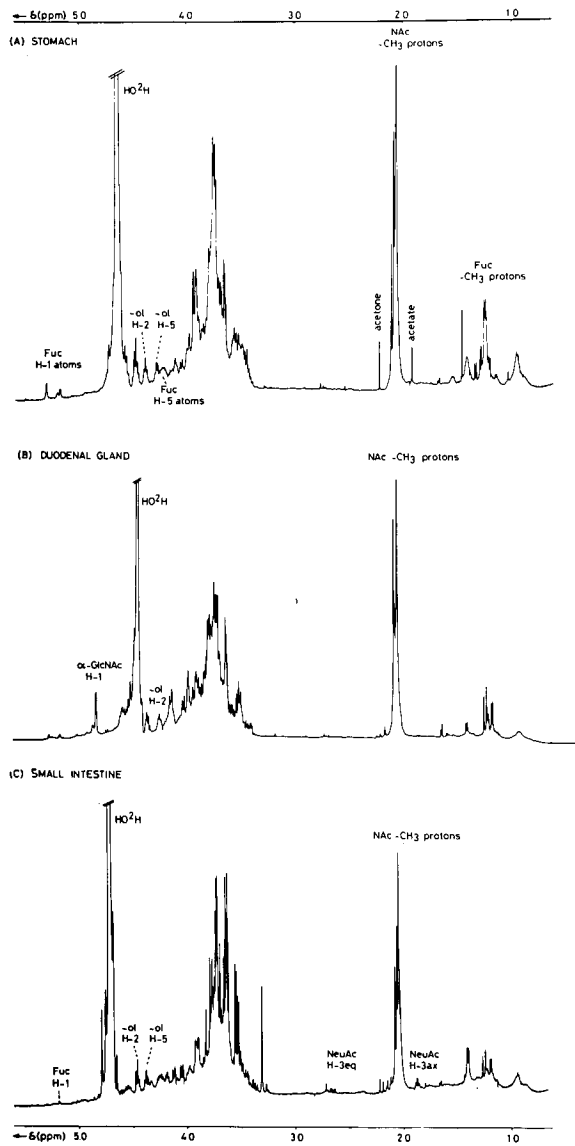 ← δ(ppm) 5.0 4.0 3.0 2.0 1.0
(A) STOMACH
NAc
-CH3 protons
HO²H
Fuc
-CH3 protons
~ol
H-2
~ol
H-5
acetone
acetate
Fuc
H-1 atoms
Fuc
H-5 atoms
(B) DUODENAL GLAND
NAc -CH3 protons
HO²H
α-GlcNAc
H-1
~ol
H-2
(C) SMALL INTESTINE
HO²H
NAc -CH3 protons
~ol
H-2
~ol
H-5
NeuAc
H-3eq
NeuAc
H-3ax
Fuc
H-1
← δ(ppm) 5.0 4.0 3.0 2.0 1.0